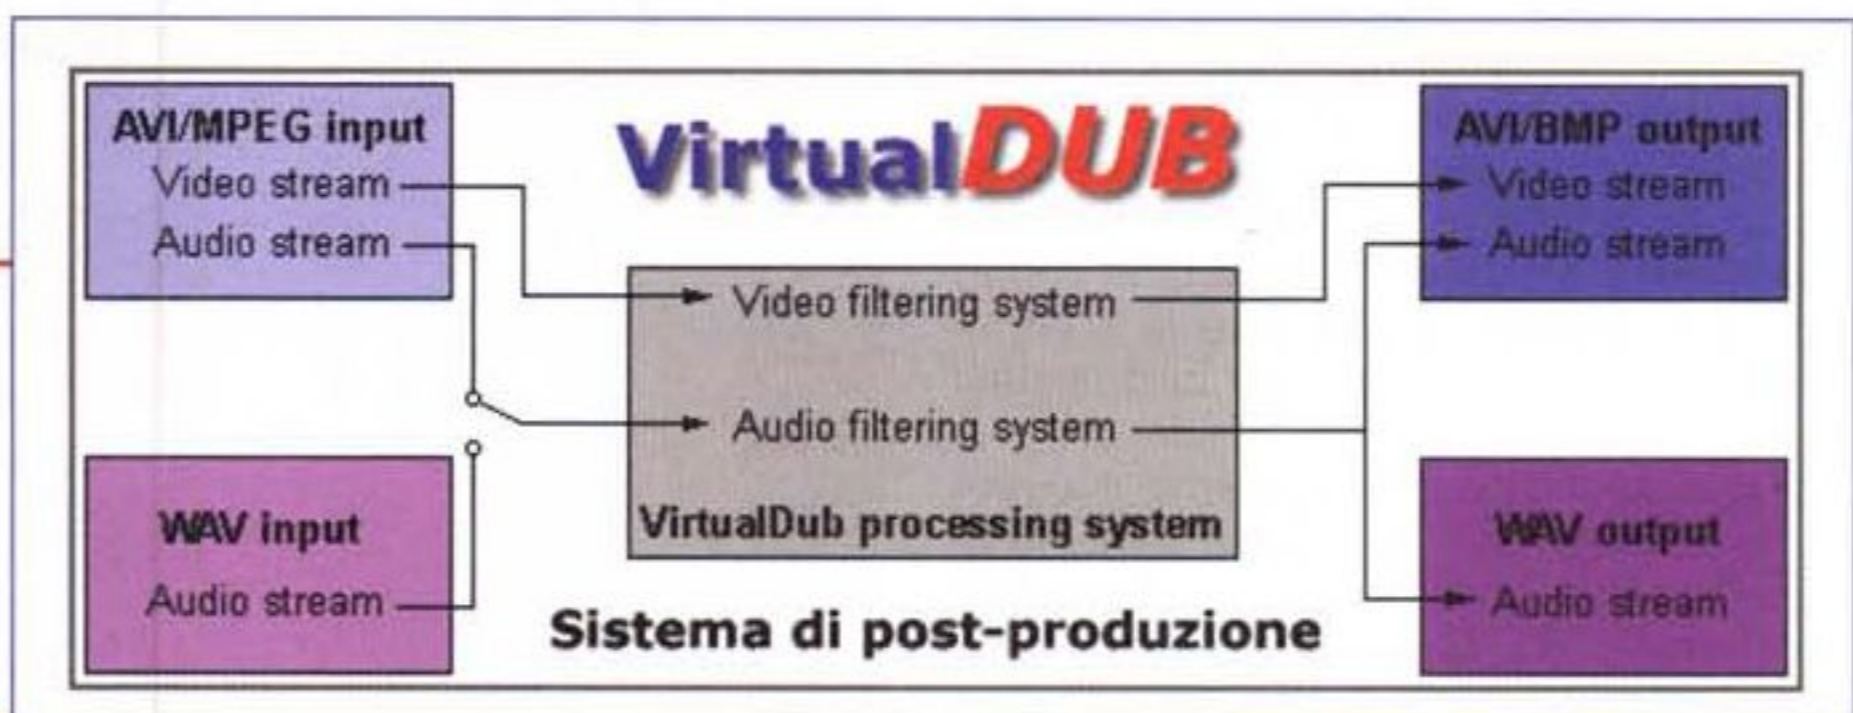 AVI/MPEG input
Video stream
Audio stream
WAV input
Audio stream
VirtualDUB
Video filtering system
Audio filtering system
VirtualDub processing system
Sistema di post-produzione
AVI/BMP output
Video stream
Audio stream
WAV output
Audio stream